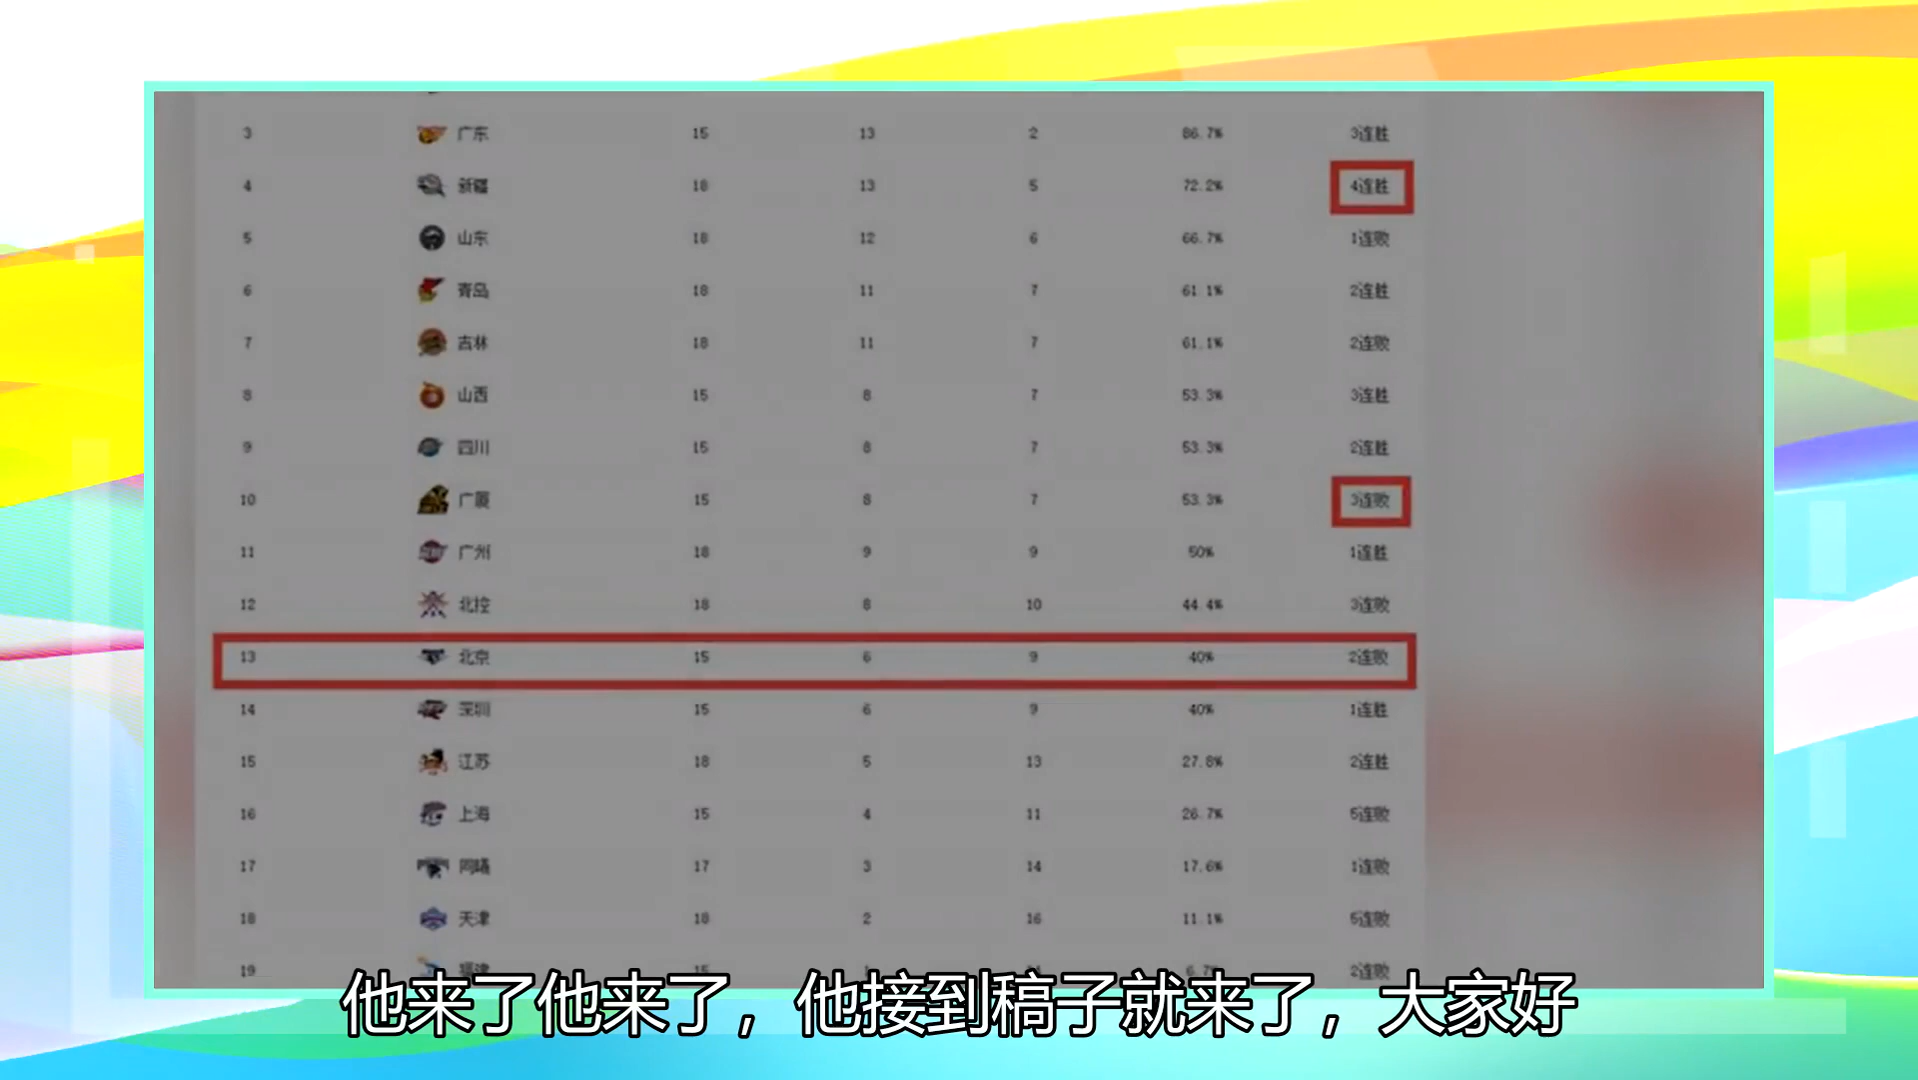 3 广东 15 13 2 86.7% 3连胜
4 新疆 18 13 5 72.2% 4连胜
5 山东 18 12 6 66.7% 1连败
6 青岛 18 11 7 61.1% 2连胜
7 吉林 18 11 7 61.1% 2连败
8 山西 15 8 7 53.3% 3连胜
9 四川 15 8 7 53.3% 2连胜
10 广厦 15 8 7 53.3% 3连败
11 广州 18 9 9 50% 1连胜
12 北控 18 8 10 44.4% 3连败
13 北京 15 6 9 40% 2连败
14 深圳 15 6 9 40% 1连胜
15 江苏 18 5 13 27.8% 2连胜
16 上海 15 4 11 26.7% 5连败
17 同曦 17 3 14 17.6% 1连败
18 天津 18 2 16 11.1% 5连败
19 福建 15 1 14 6.7% 2连败
他来了他来了，他接到稿子就来了，大家好